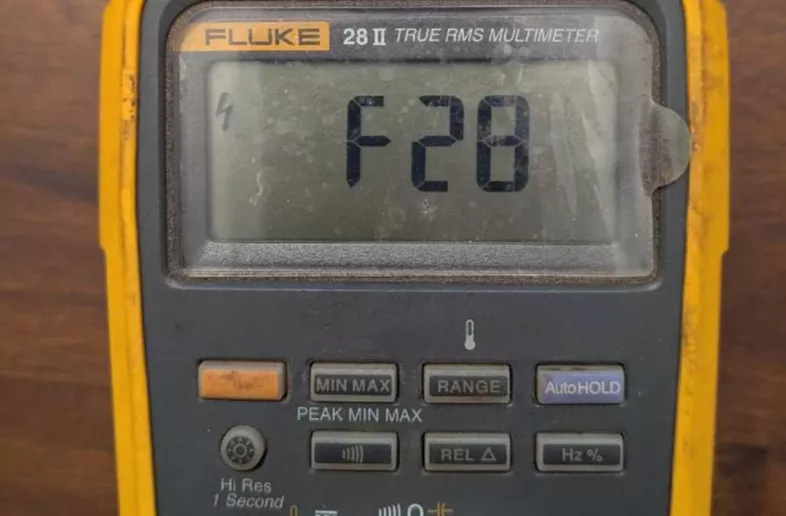 FLUKE 28 II TRUE RMS MULTIMETER
F28
MIN MAX RANGE AutoHOLD
PEAK MIN MAX
REL Δ Hz %
Hi Res
1 Second